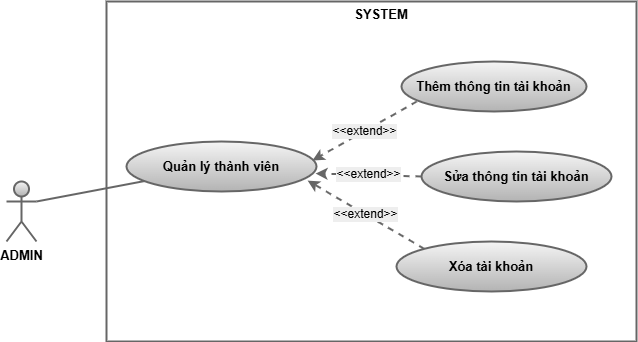 SYSTEM
Thêm thông tin tài khoản
<<extend>>
Quản lý thành viên
<<extend>>
Sửa thông tin tài khoản
<<extend>>
ADMIN
Xóa tài khoản